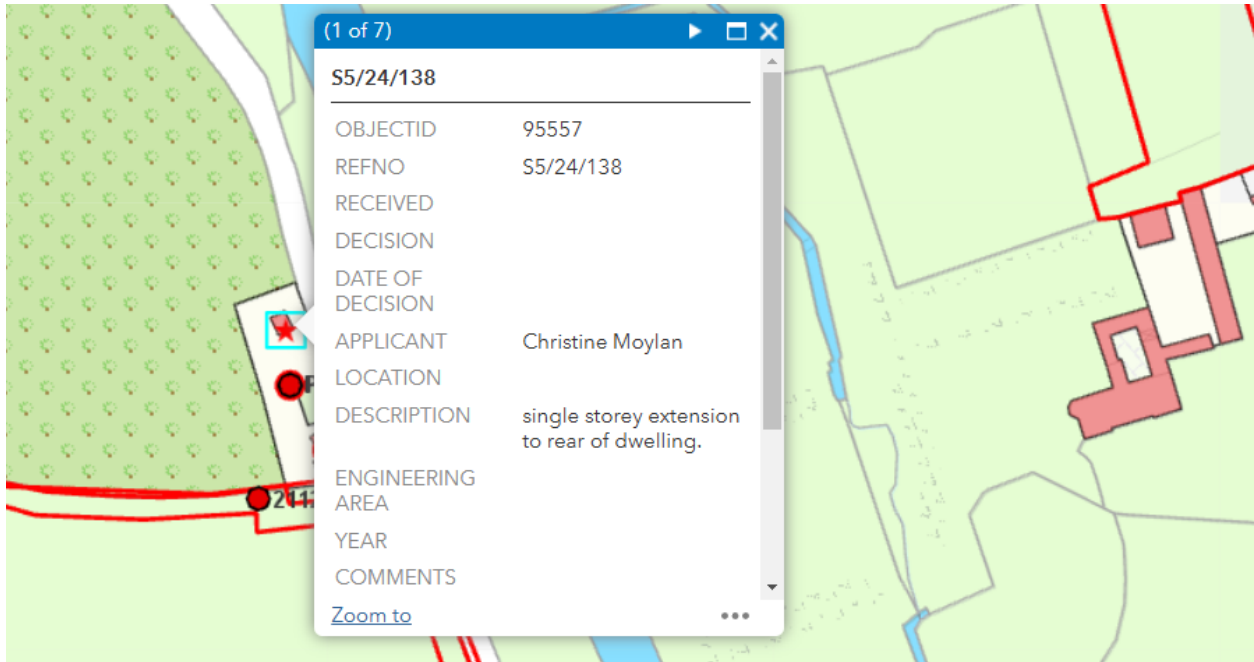 (1 of 7)
S5/24/138
OBJECTID 95557
REFNO S5/24/138
RECEIVED
DECISION
DATE OF
DECISION
APPLICANT Christine Moylan
LOCATION
DESCRIPTION single storey extension
to rear of dwelling.
ENGINEERING
AREA
YEAR
COMMENTS
Zoom to
P
211